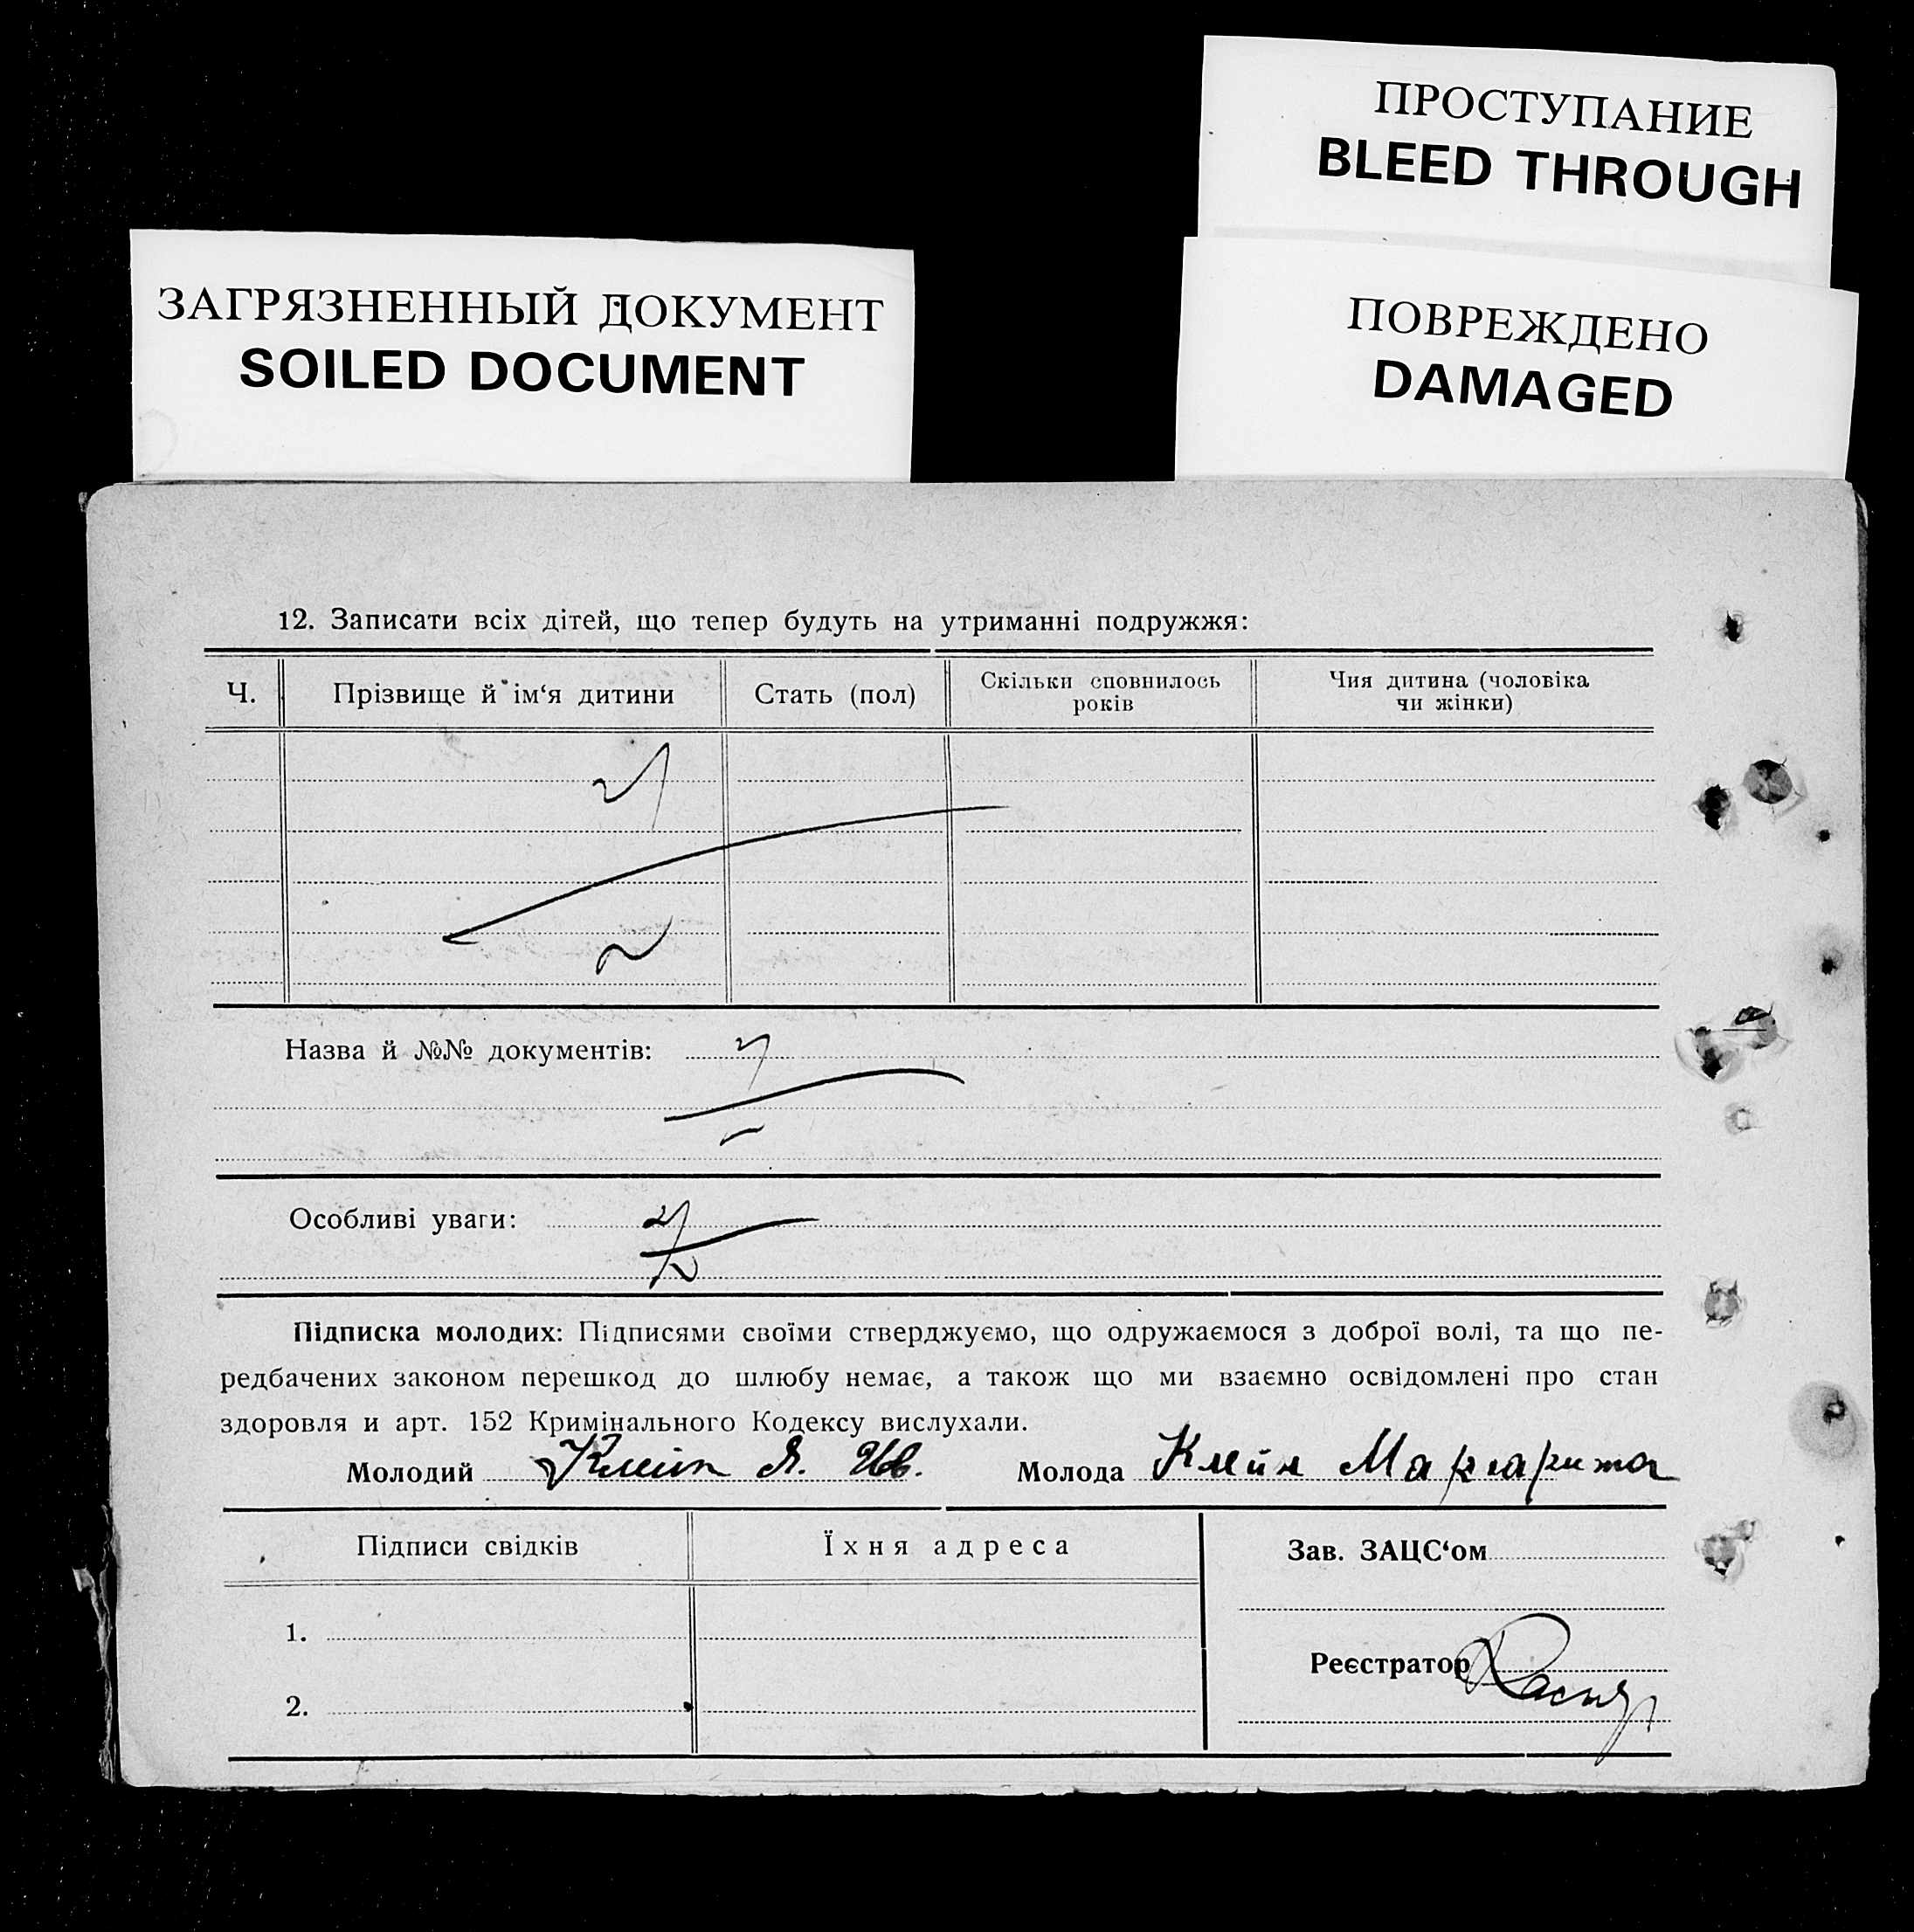 ПРОСТУПАНИЕ
BLEED THROUGH
ЗАГРЯЗНЕННЫЙ ДОКУМЕНТ
SOILED DOCUMENT
ПОВРЕЖДЕНО
DAMAGED
12. Записати всіх дітей, що тепер будуть на утриманні подружжя:
Ч. Прізвище й ім‘я дитини Стать (пол) Скільки сповнилось років Чия дитина (чоловіка чи жінки)
Назва й №№ документів:
Особливі уваги:
Підписка молодих: Підписями своїми стверджуємо, що одружаємося з доброї волі, та що пе-
редбачених законом перешкод до шлюбу немає, а також що ми взаємно освідомлені про стан
здоровля и арт. 152 Кримінального Кодексу вислухали.
Молодий Клейн Я. Ив. Молода Клейн Маргарита
Підписи свідків Їхня адреса Зав. ЗАЦС‘ом
1.
Реєстратор
2.